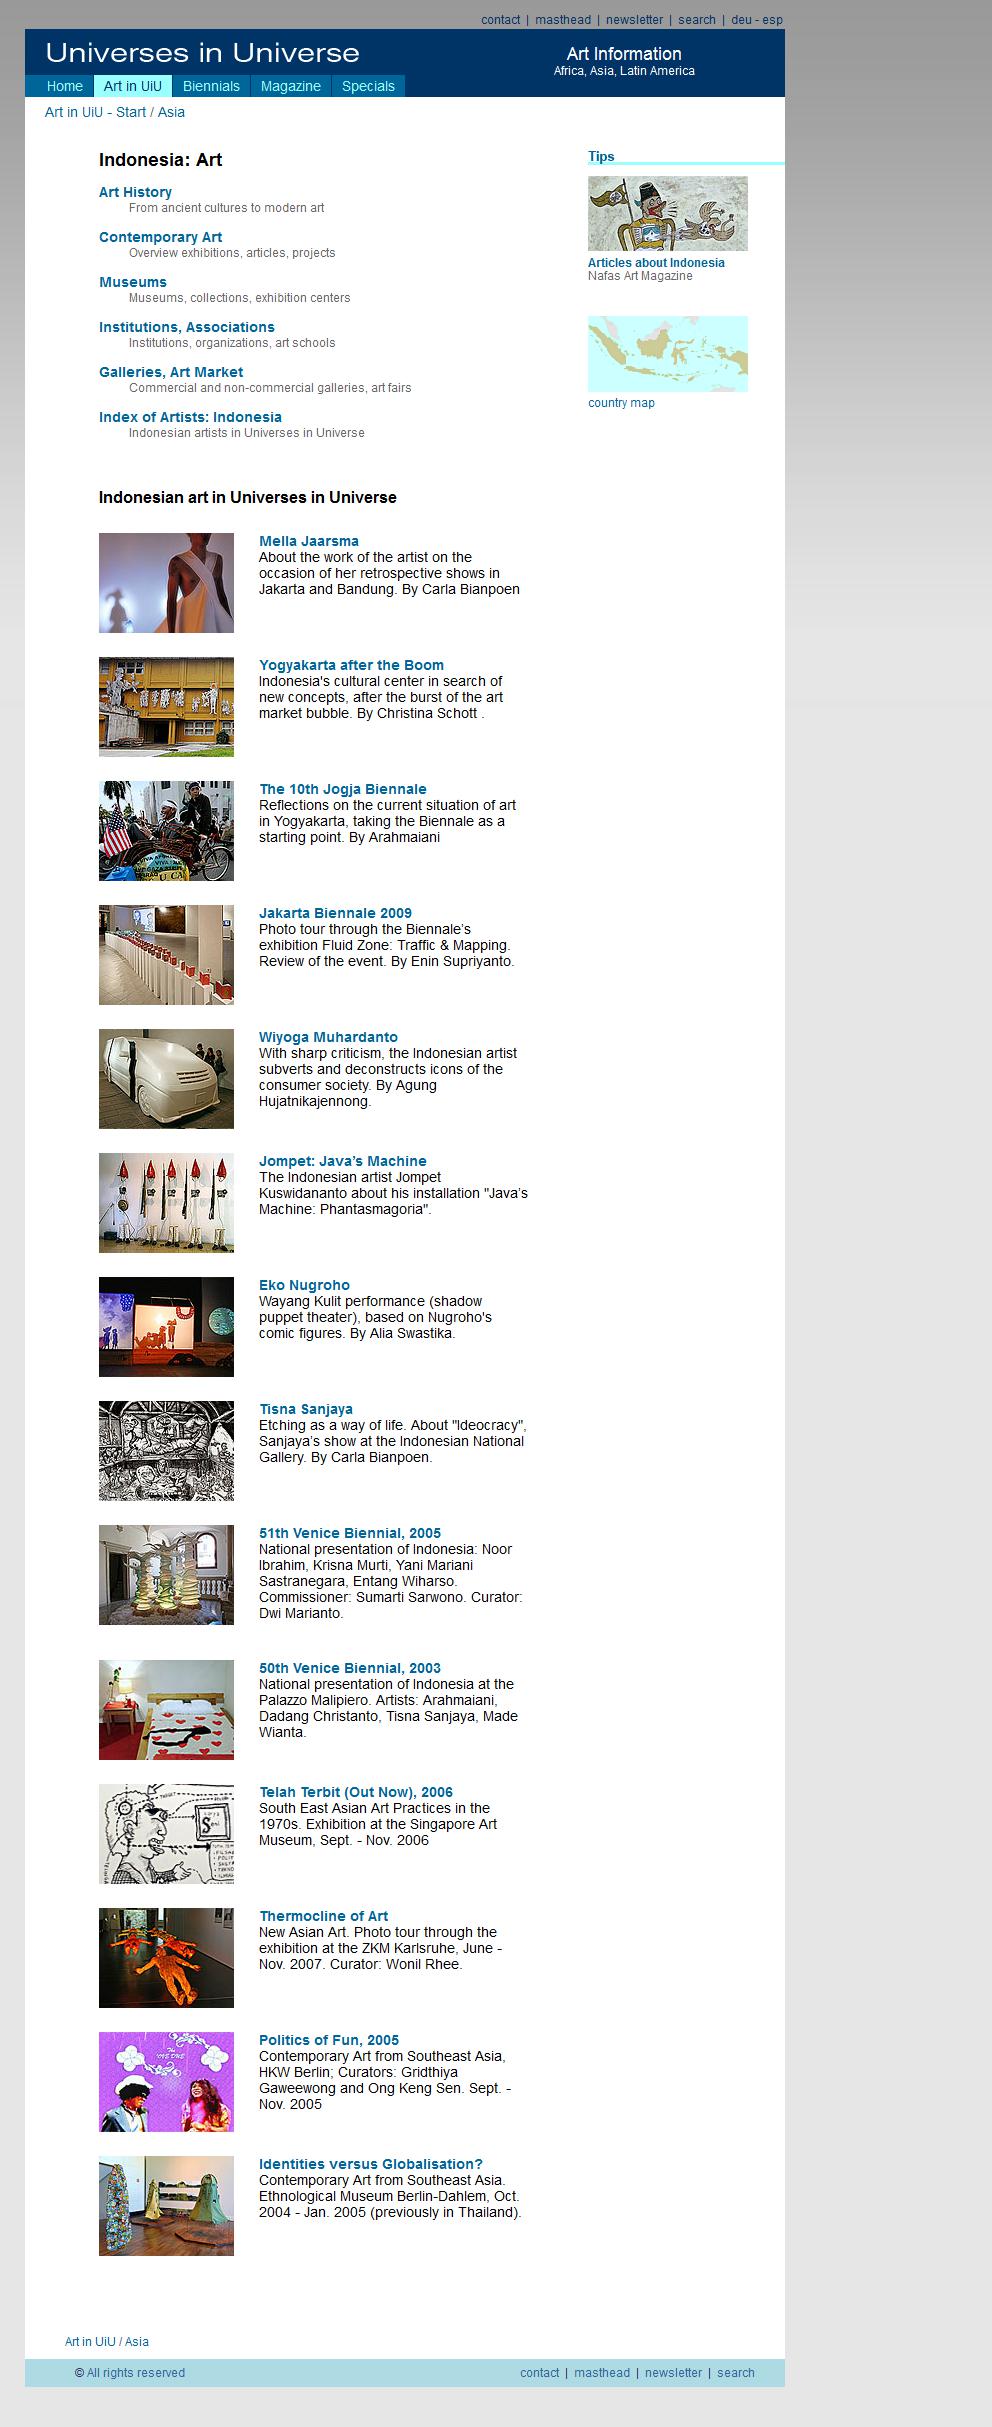 contact | masthead | newsletter | search | deu - esp
Universes in Universe
Art Information
Africa, Asia, Latin America
Home Art in UiU Biennials Magazine Specials
Art in UiU - Start / Asia
Indonesia: Art
Art History
From ancient cultures to modern art
Contemporary Art
Overview exhibitions, articles, projects
Museums
Museums, collections, exhibition centers
Institutions, Associations
Institutions, organizations, art schools
Galleries, Art Market
Commercial and non-commercial galleries, art fairs
Index of Artists: Indonesia
Indonesian artists in Universes in Universe
Tips
Articles about Indonesia
Nafas Art Magazine
country map
Indonesian art in Universes in Universe
Mella Jaarsma
About the work of the artist on the
occasion of her retrospective shows in
Jakarta and Bandung. By Carla Bianpoen
Yogyakarta after the Boom
Indonesia's cultural center in search of
new concepts, after the burst of the art
market bubble. By Christina Schott .
The 10th Jogja Biennale
Reflections on the current situation of art
in Yogyakarta, taking the Biennale as a
starting point. By Arahmaiani
Jakarta Biennale 2009
Photo tour through the Biennale's
exhibition Fluid Zone: Traffic & Mapping.
Review of the event. By Enin Supriyanto.
Wiyoga Muhardanto
With sharp criticism, the Indonesian artist
subverts and deconstructs icons of the
consumer society. By Agung
Hujatnikajennong.
Jompet: Java's Machine
The Indonesian artist Jompet
Kuswidananto about his installation "Java's
Machine: Phantasmagoria".
Eko Nugroho
Wayang Kulit performance (shadow
puppet theater), based on Nugroho's
comic figures. By Alia Swastika.
Tisna Sanjaya
Etching as a way of life. About "Ideocracy",
Sanjaya's show at the Indonesian National
Gallery. By Carla Bianpoen.
51th Venice Biennial, 2005
National presentation of Indonesia: Noor
Ibrahim, Krisna Murti, Yani Mariani
Sastranegara, Entang Wiharso.
Commissioner: Sumarti Sarwono. Curator:
Dwi Marianto.
50th Venice Biennial, 2003
National presentation of Indonesia at the
Palazzo Malipiero. Artists: Arahmaiani,
Dadang Christanto, Tisna Sanjaya, Made
Wianta.
Telah Terbit (Out Now), 2006
South East Asian Art Practices in the
1970s. Exhibition at the Singapore Art
Museum, Sept. - Nov. 2006
Thermocline of Art
New Asian Art. Photo tour through the
exhibition at the ZKM Karlsruhe, June -
Nov. 2007. Curator: Wonil Rhee.
Politics of Fun, 2005
Contemporary Art from Southeast Asia,
HKW Berlin; Curators: Gridthiya
Gaweewong and Ong Keng Sen. Sept. -
Nov. 2005
Identities versus Globalisation?
Contemporary Art from Southeast Asia.
Ethnological Museum Berlin-Dahlem, Oct.
2004 - Jan. 2005 (previously in Thailand).
Art in UiU / Asia
© All rights reserved
contact | masthead | newsletter | search